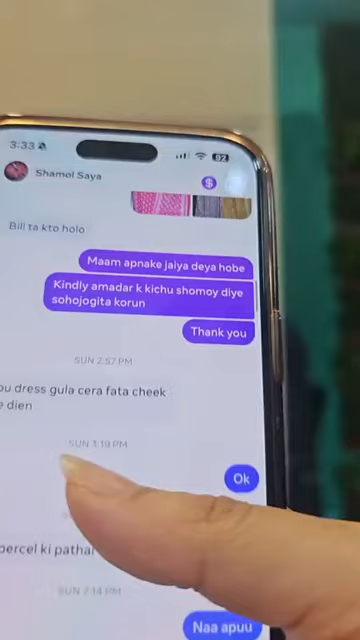 3:33
82
Shamol Saya
$
Bill ta kto holo
Maam apnake jaiya deya hobe
Kindly amadar k kichu shomoy diye
sohojogita korun
Thank you
SUN 2:57 PM
dress gula cera fata cheek
dien
SUN 3:19 PM
Ok
percel ki pathai
SUN 7:14 PM
Naa apuu